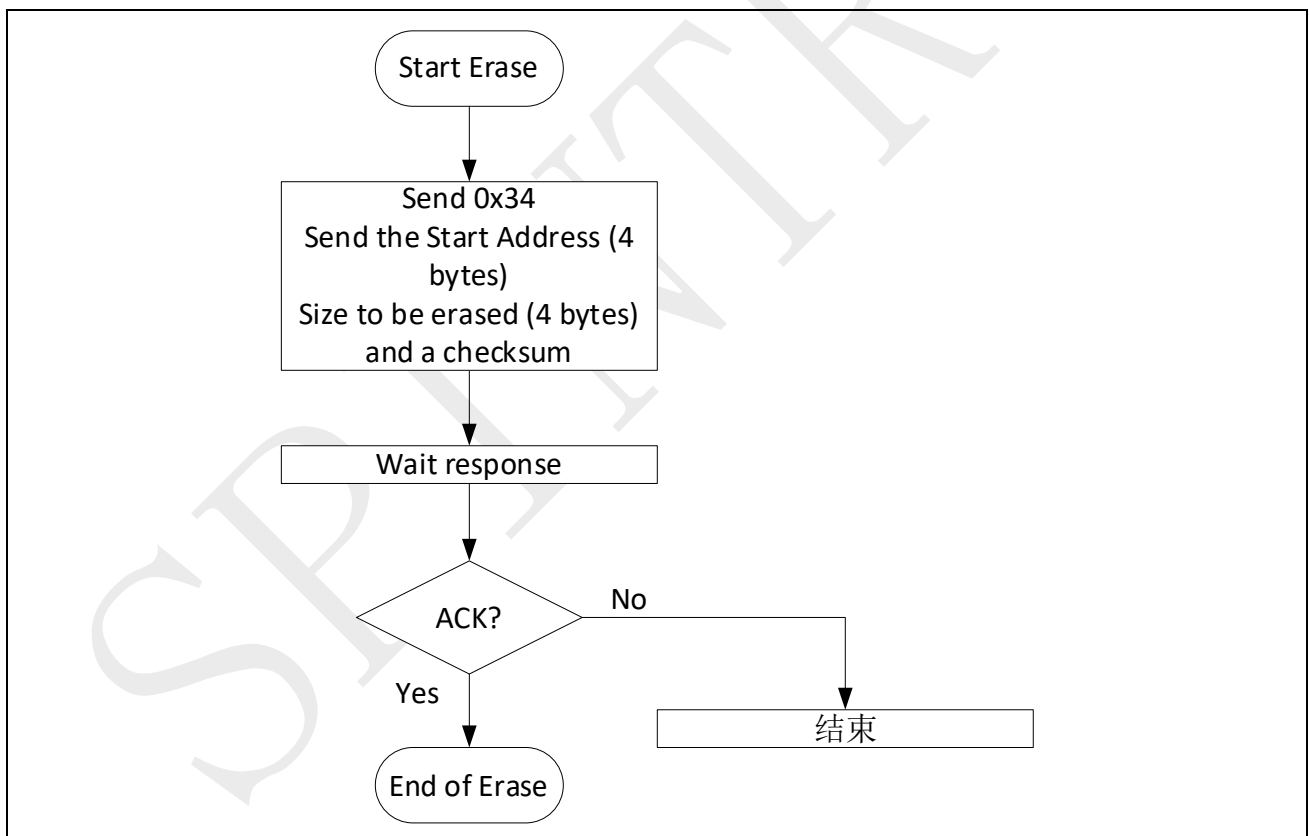 Start Erase
Send 0x34
Send the Start Address (4
bytes)
Size to be erased (4 bytes)
and a checksum
Wait response
ACK?
No
Yes
结束
End of Erase
SPINTR